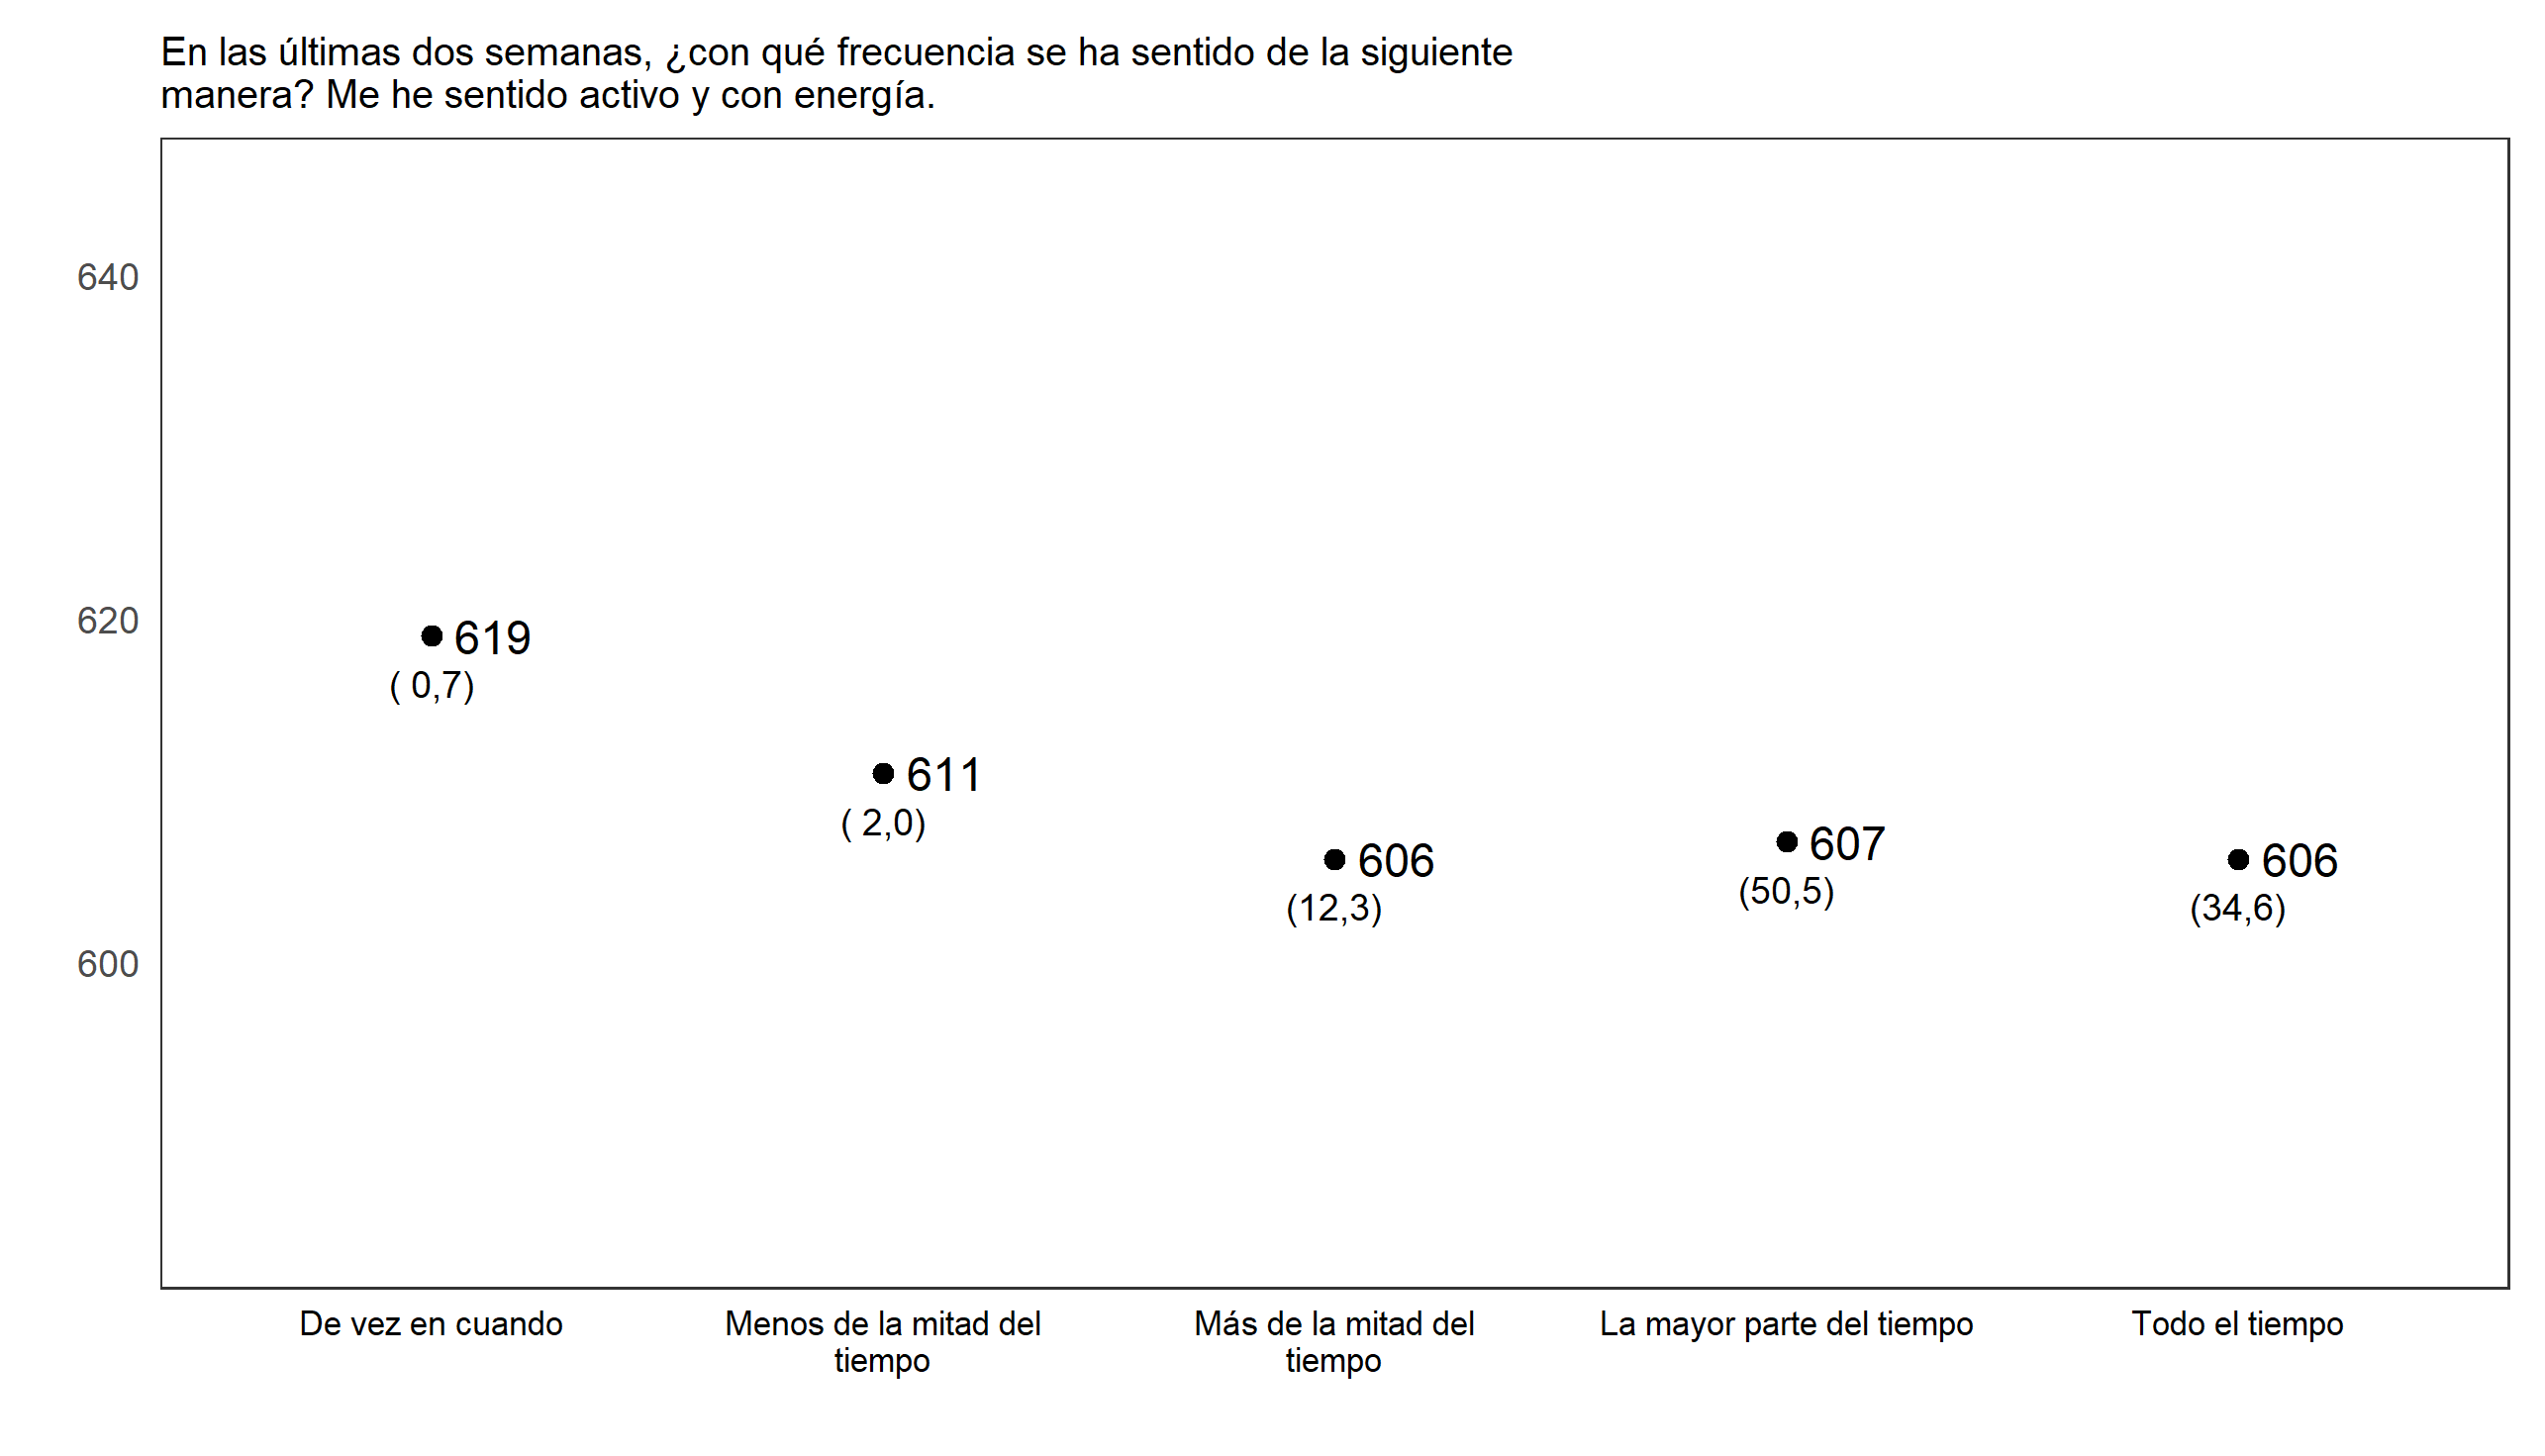 En las últimas dos semanas, ¿con qué frecuencia se ha sentido de la siguiente
manera? Me he sentido activo y con energía.
640
620
600
619
( 0,7)
611
( 2,0)
606
(12,3)
607
(50,5)
606
(34,6)
De vez en cuando
Menos de la mitad del
tiempo
Más de la mitad del
tiempo
La mayor parte del tiempo
Todo el tiempo